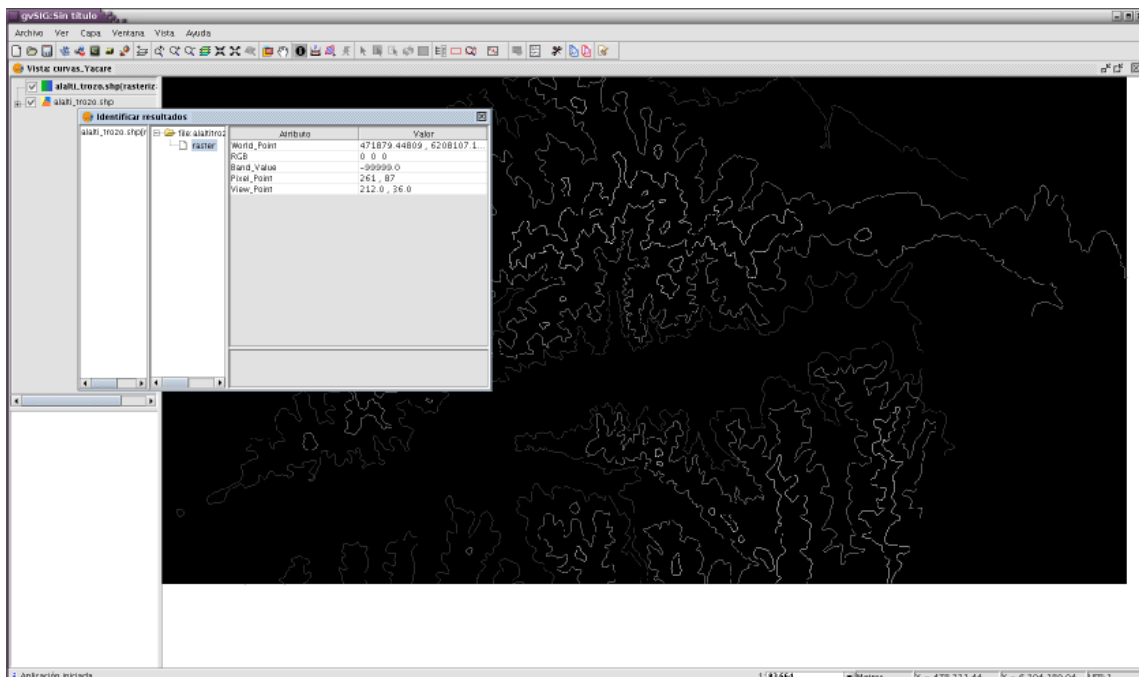 gvSIG:Sin título
Archivo Ver Capa Ventana Vista Ayuda
Vista: curvas_Yacare
alalti_trozo.shp(rasteriz
alalti_trozo.shp
Identificar resultados
alalti_trozo.shp(r
file:alaltitroz
raster
Atributo Valor
World_Point 471879.44809 , 6208107.1...
RGB 0 0 0
Band_Value -99999.0
Pixel_Point 261 , 87
View_Point 212.0 , 36.0
Aplicación iniciada
Metros